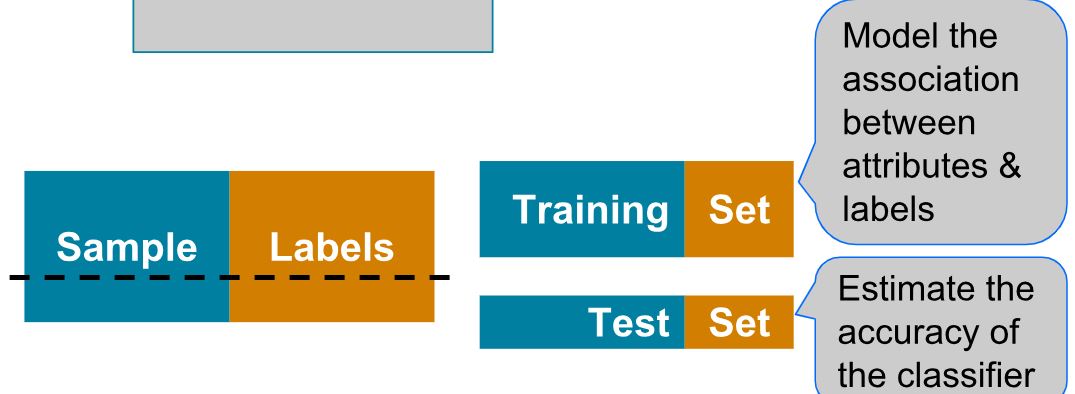 Model the
association
between
attributes &
labels
Sample Labels
Training Set
Test Set
Estimate the
accuracy of
the classifier